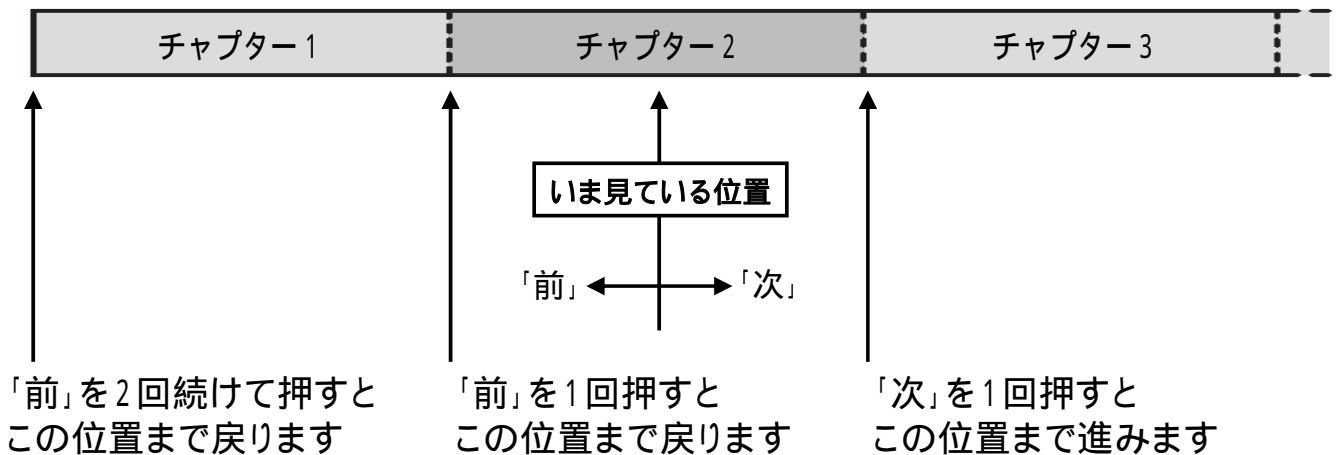 チャプター1
チャプター2
チャプター3
いま見ている位置
「前」
「次」
「前」を2回続けて押すと
この位置まで戻ります
「前」を1回押すと
この位置まで戻ります
「次」を1回押すと
この位置まで進みます